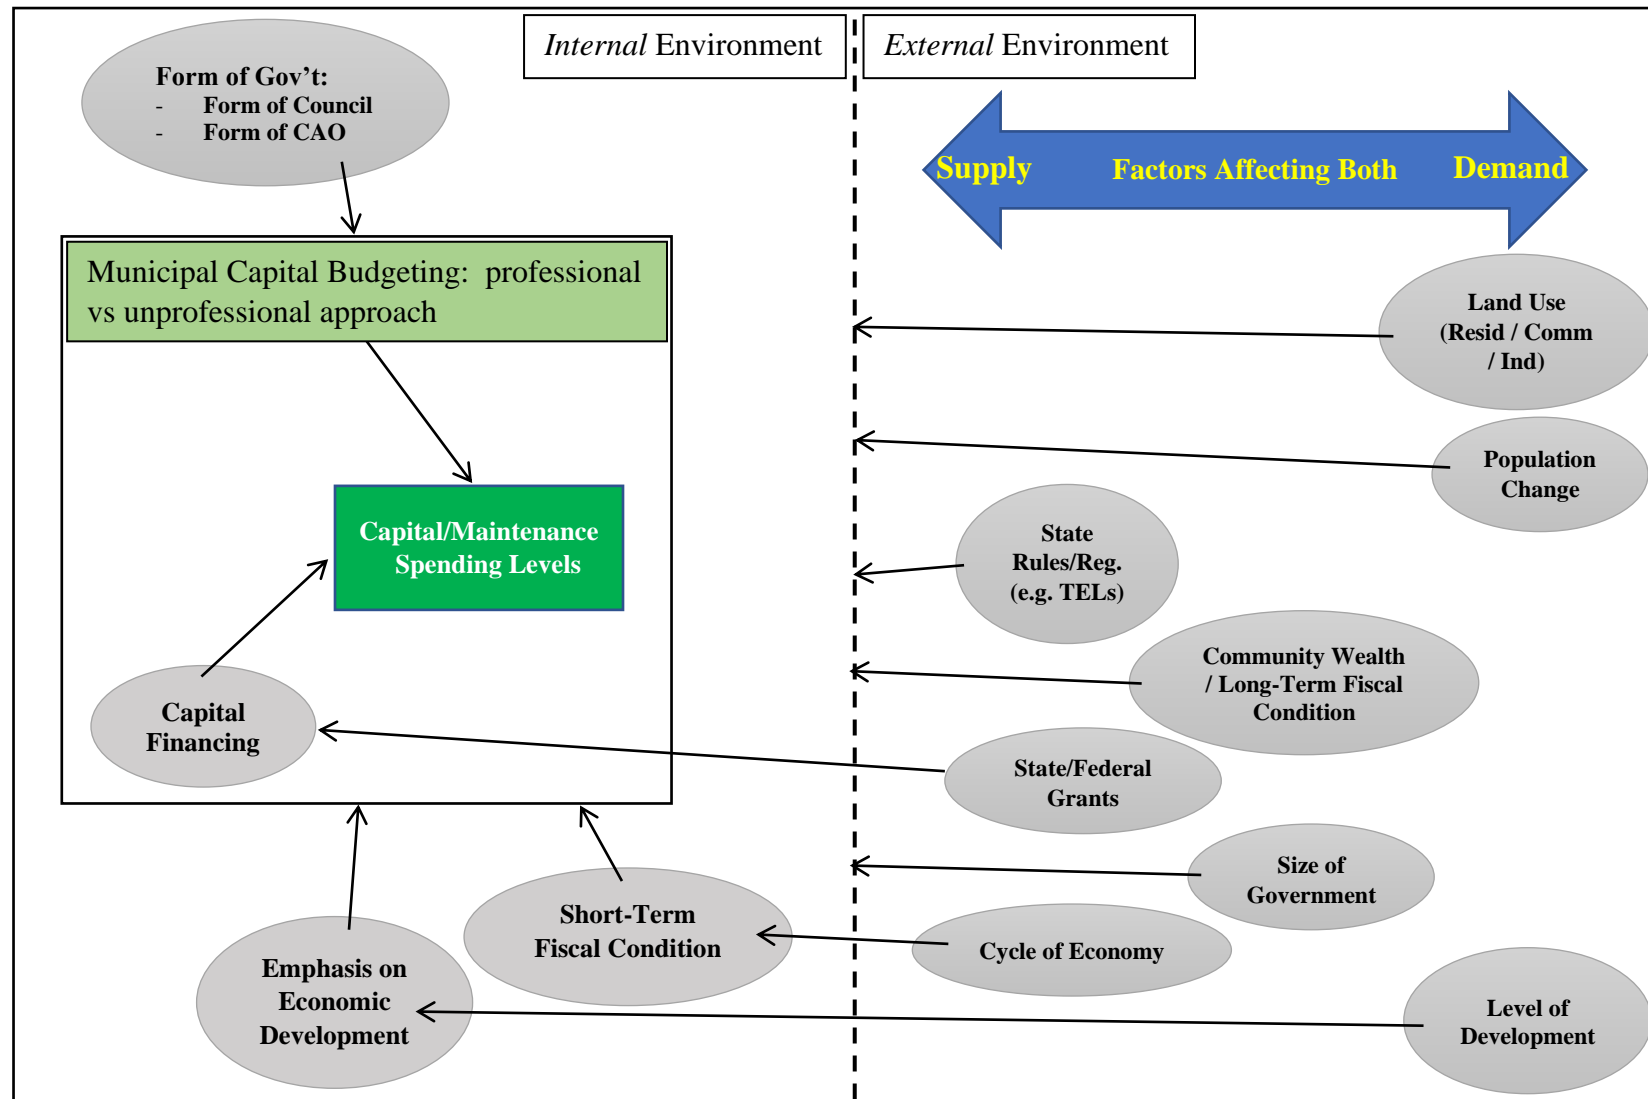 Internal Environment
External Environment
Form of Gov’t:
- Form of Council
- Form of CAO
Supply Factors Affecting Both Demand
Municipal Capital Budgeting: professional
vs unprofessional approach
Land Use
(Resid / Comm
/ Ind)
Population
Change
Capital/Maintenance
Spending Levels
State
Rules/Reg.
(e.g. TELs)
Community Wealth
/ Long-Term Fiscal
Condition
Capital
Financing
State/Federal
Grants
Size of
Government
Short-Term
Fiscal Condition
Cycle of Economy
Emphasis on
Economic
Development
Level of
Development